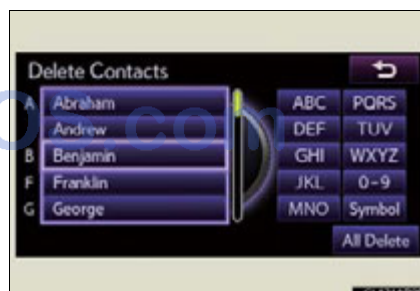 Delete Contacts
A Abraham ABC PQRS
Andrew DEF TUV
B Benjamin GHI WXYZ
F Franklin JKL 0-9
G George MNO Symbol
All Delete